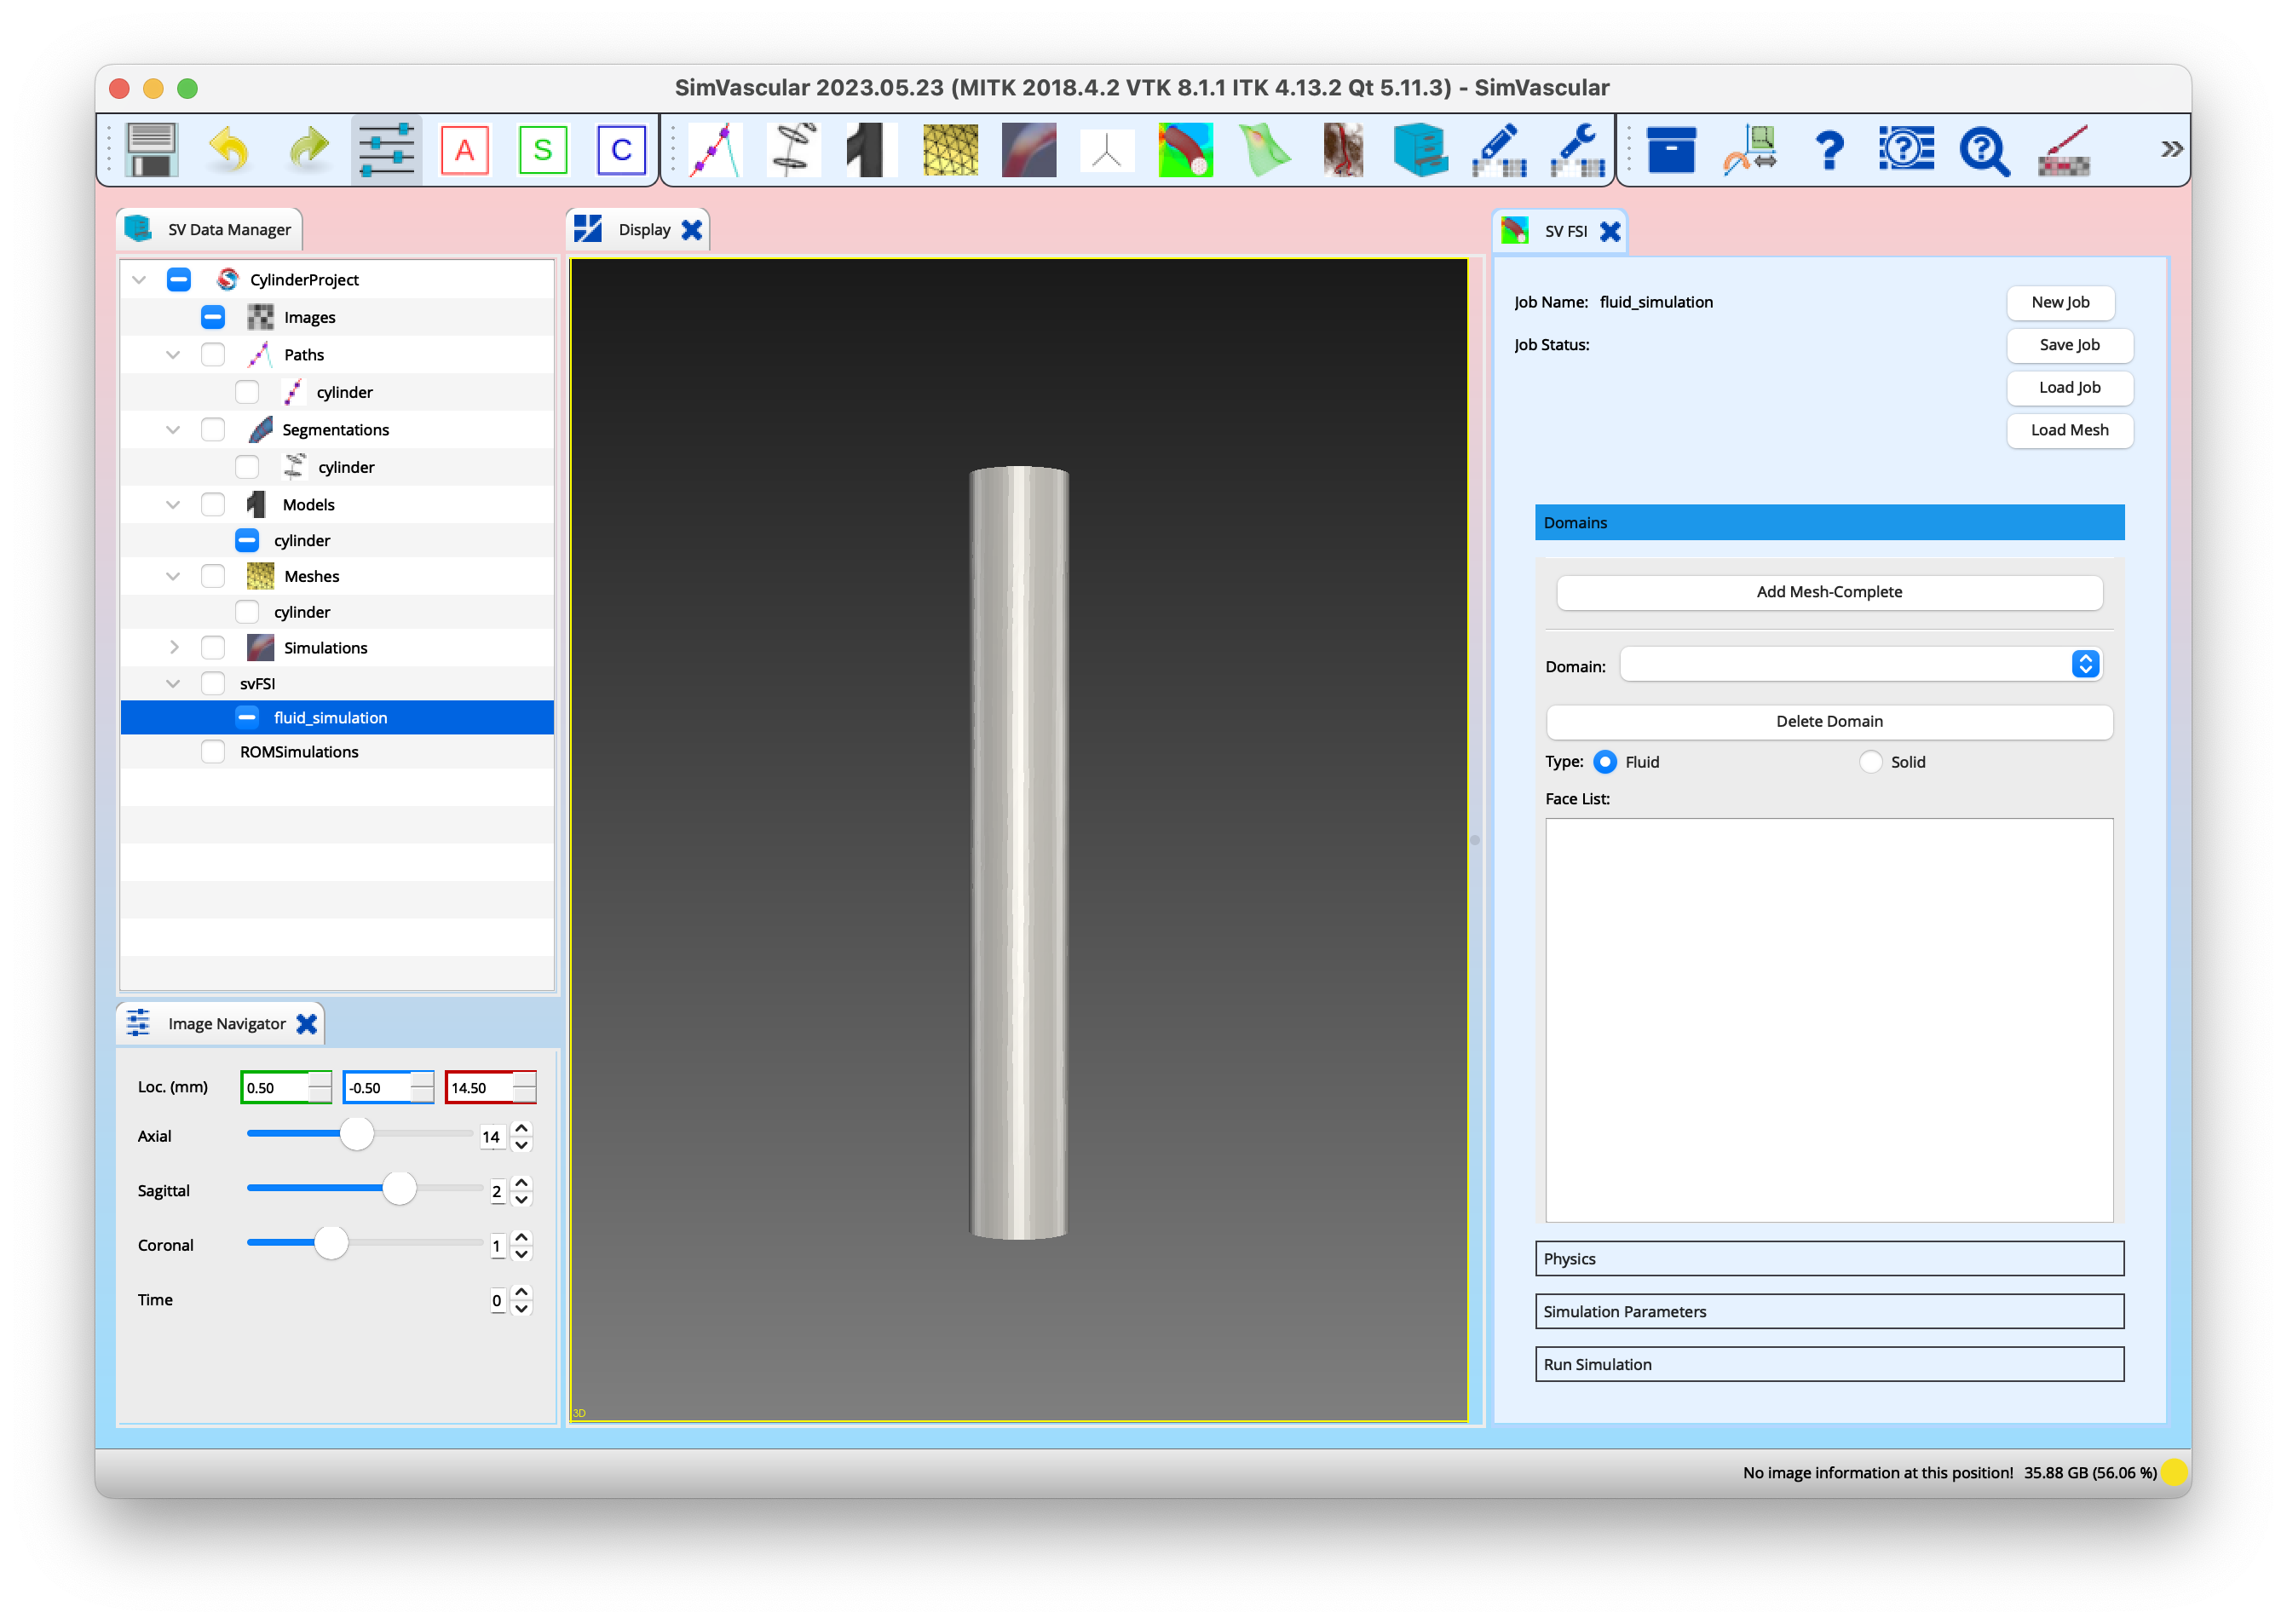 SimVascular 2023.05.23 (MITK 2018.4.2 VTK 8.1.1 ITK 4.13.2 Qt 5.11.3) - SimVascular
A S C
SV Data Manager
CylinderProject
Images
Paths
cylinder
Segmentations
cylinder
Models
cylinder
Meshes
cylinder
Simulations
svFSI
fluid_simulation
ROMSimulations
Image Navigator
Loc. (mm) 0.50 -0.50 14.50
Axial 14
Sagittal 2
Coronal 1
Time 0
Display
3D
SV FSI
Job Name: fluid_simulation
New Job
Job Status:
Save Job
Load Job
Load Mesh
Domains
Add Mesh-Complete
Domain:
Delete Domain
Type: Fluid Solid
Face List:
Physics
Simulation Parameters
Run Simulation
No image information at this position! 35.88 GB (56.06 %)